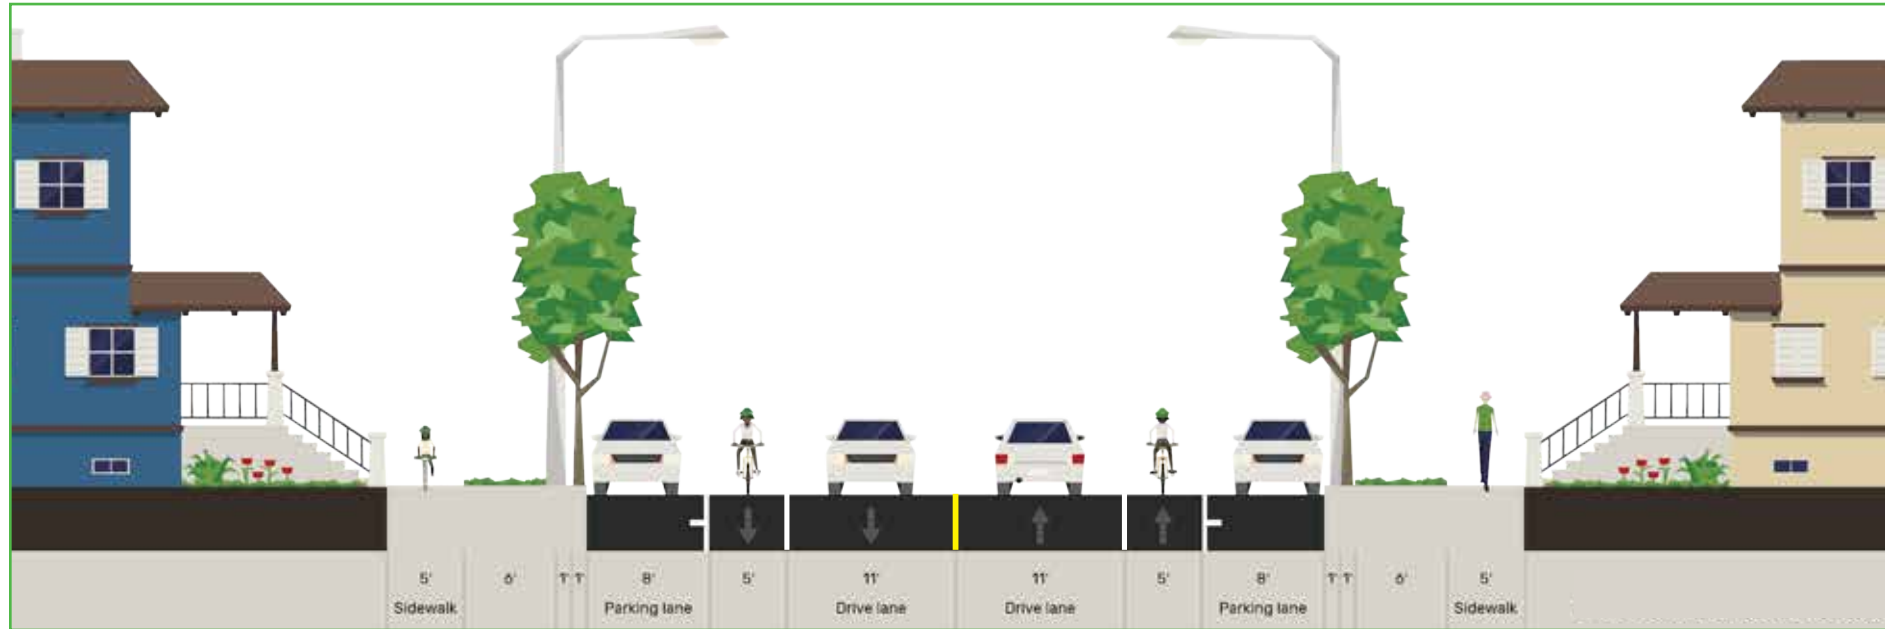 5' 6' 1' 1' 8' 5' 11' 11' 5' 8' 1' 1' 6' 5'
Sidewalk Parking lane Drive lane Drive lane Parking lane Sidewalk